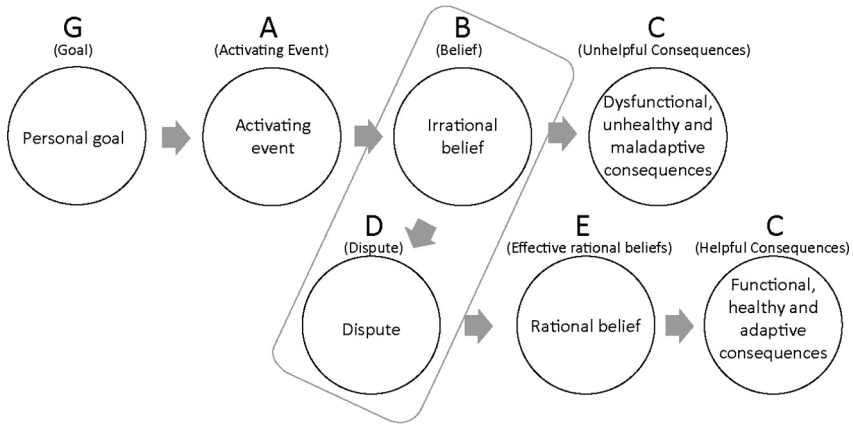 G
(Goal)
Personal goal
A
(Activating Event)
Activating
event
B
(Belief)
Irrational
belief
C
(Unhelpful Consequences)
Dysfunctional,
unhealthy and
maladaptive
consequences
D
(Dispute)
Dispute
E
(Effective rational beliefs)
Rational belief
C
(Helpful Consequences)
Functional,
healthy and
adaptive
consequences